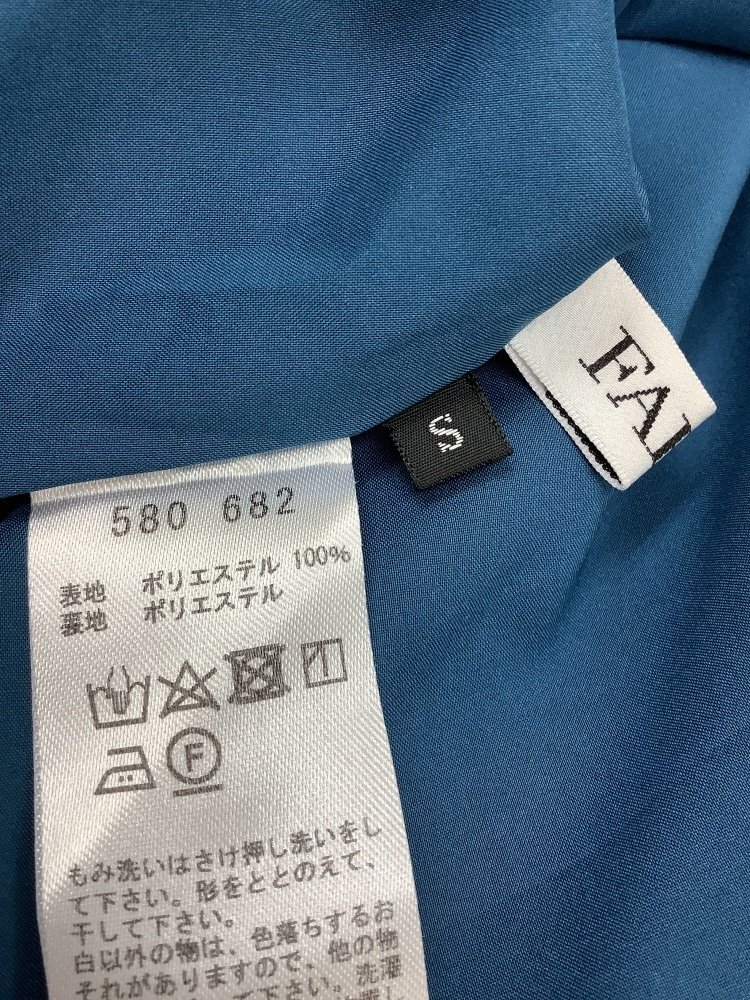 FA
S
580 682
表地 ポリエステル 100%
裏地 ポリエステル
F
もみ洗いはさけ押し洗いをし
て下さい。形をととのえて、
干して下さい。
白以外の物は、色落ちするお
それがありますので、他の物